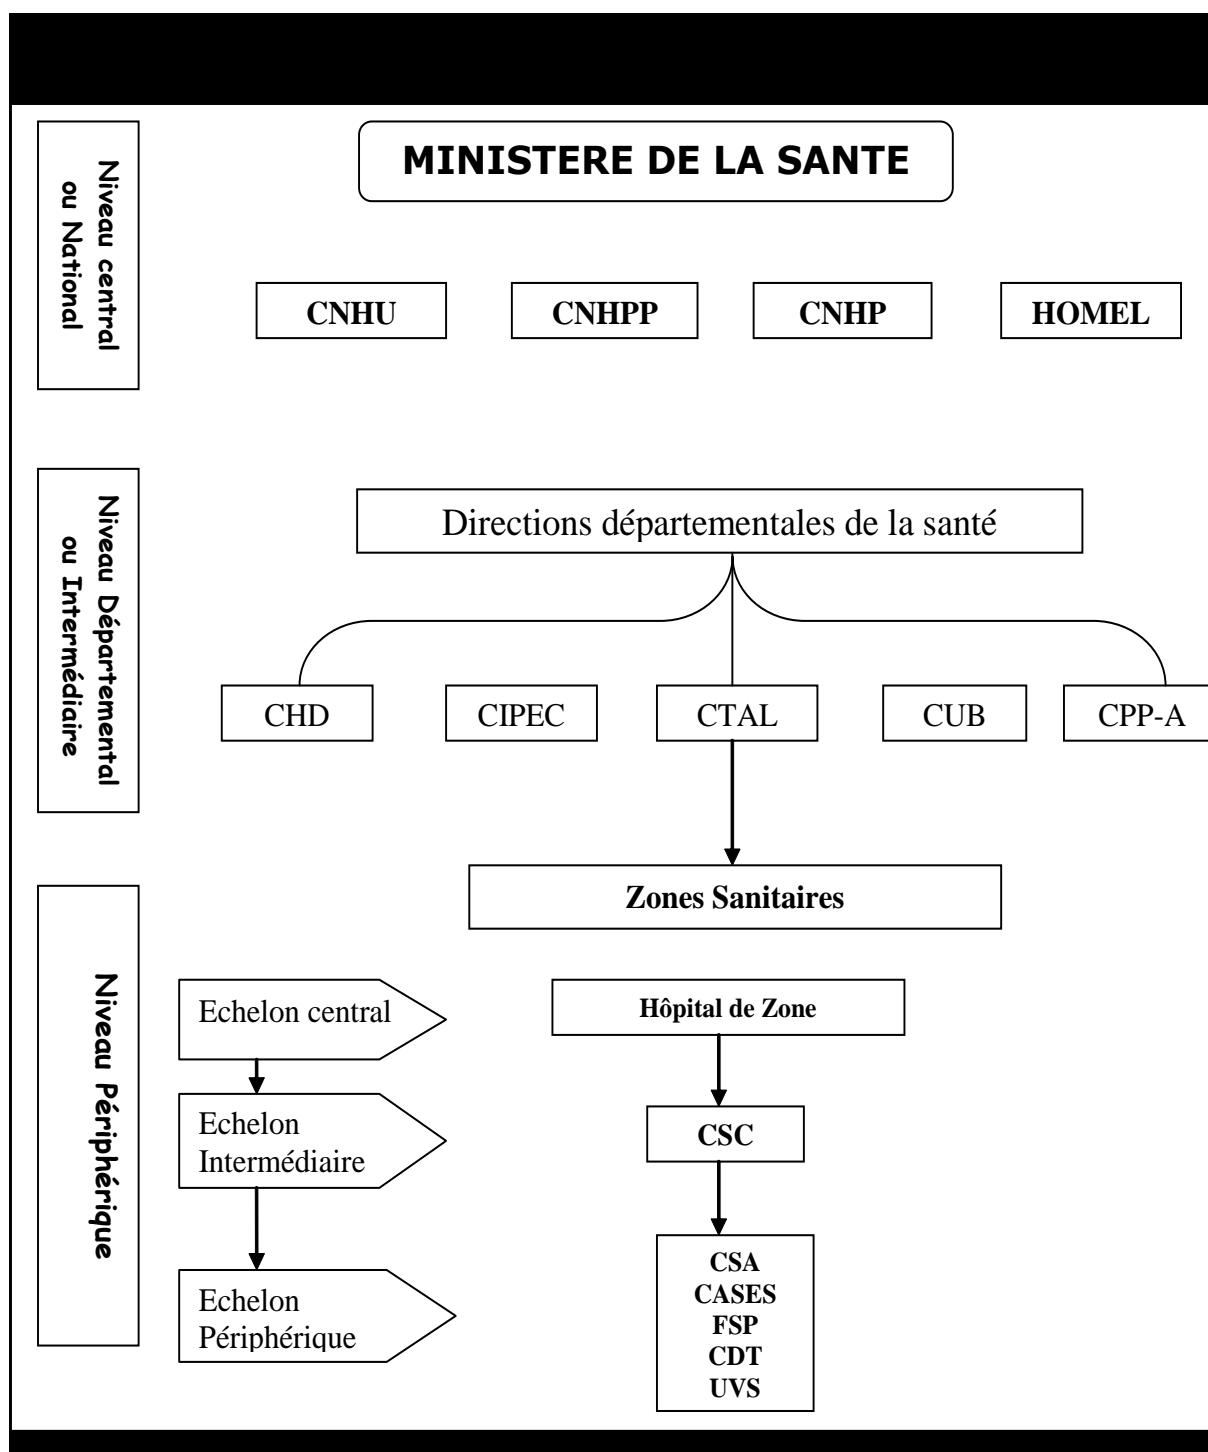 MINISTERE DE LA SANTE
Niveau central
ou National
CNHU
CNHPP
CNHP
HOMEL
Niveau Départemental
ou Intermédiaire
Directions départementales de la santé
CHD
CIPEC
CTAL
CUB
CPP-A
Zones Sanitaires
Niveau Périphérique
Echelon central
Hôpital de Zone
Echelon
Intermédiaire
CSC
Echelon
Périphérique
CSA
CASES
FSP
CDT
UVS